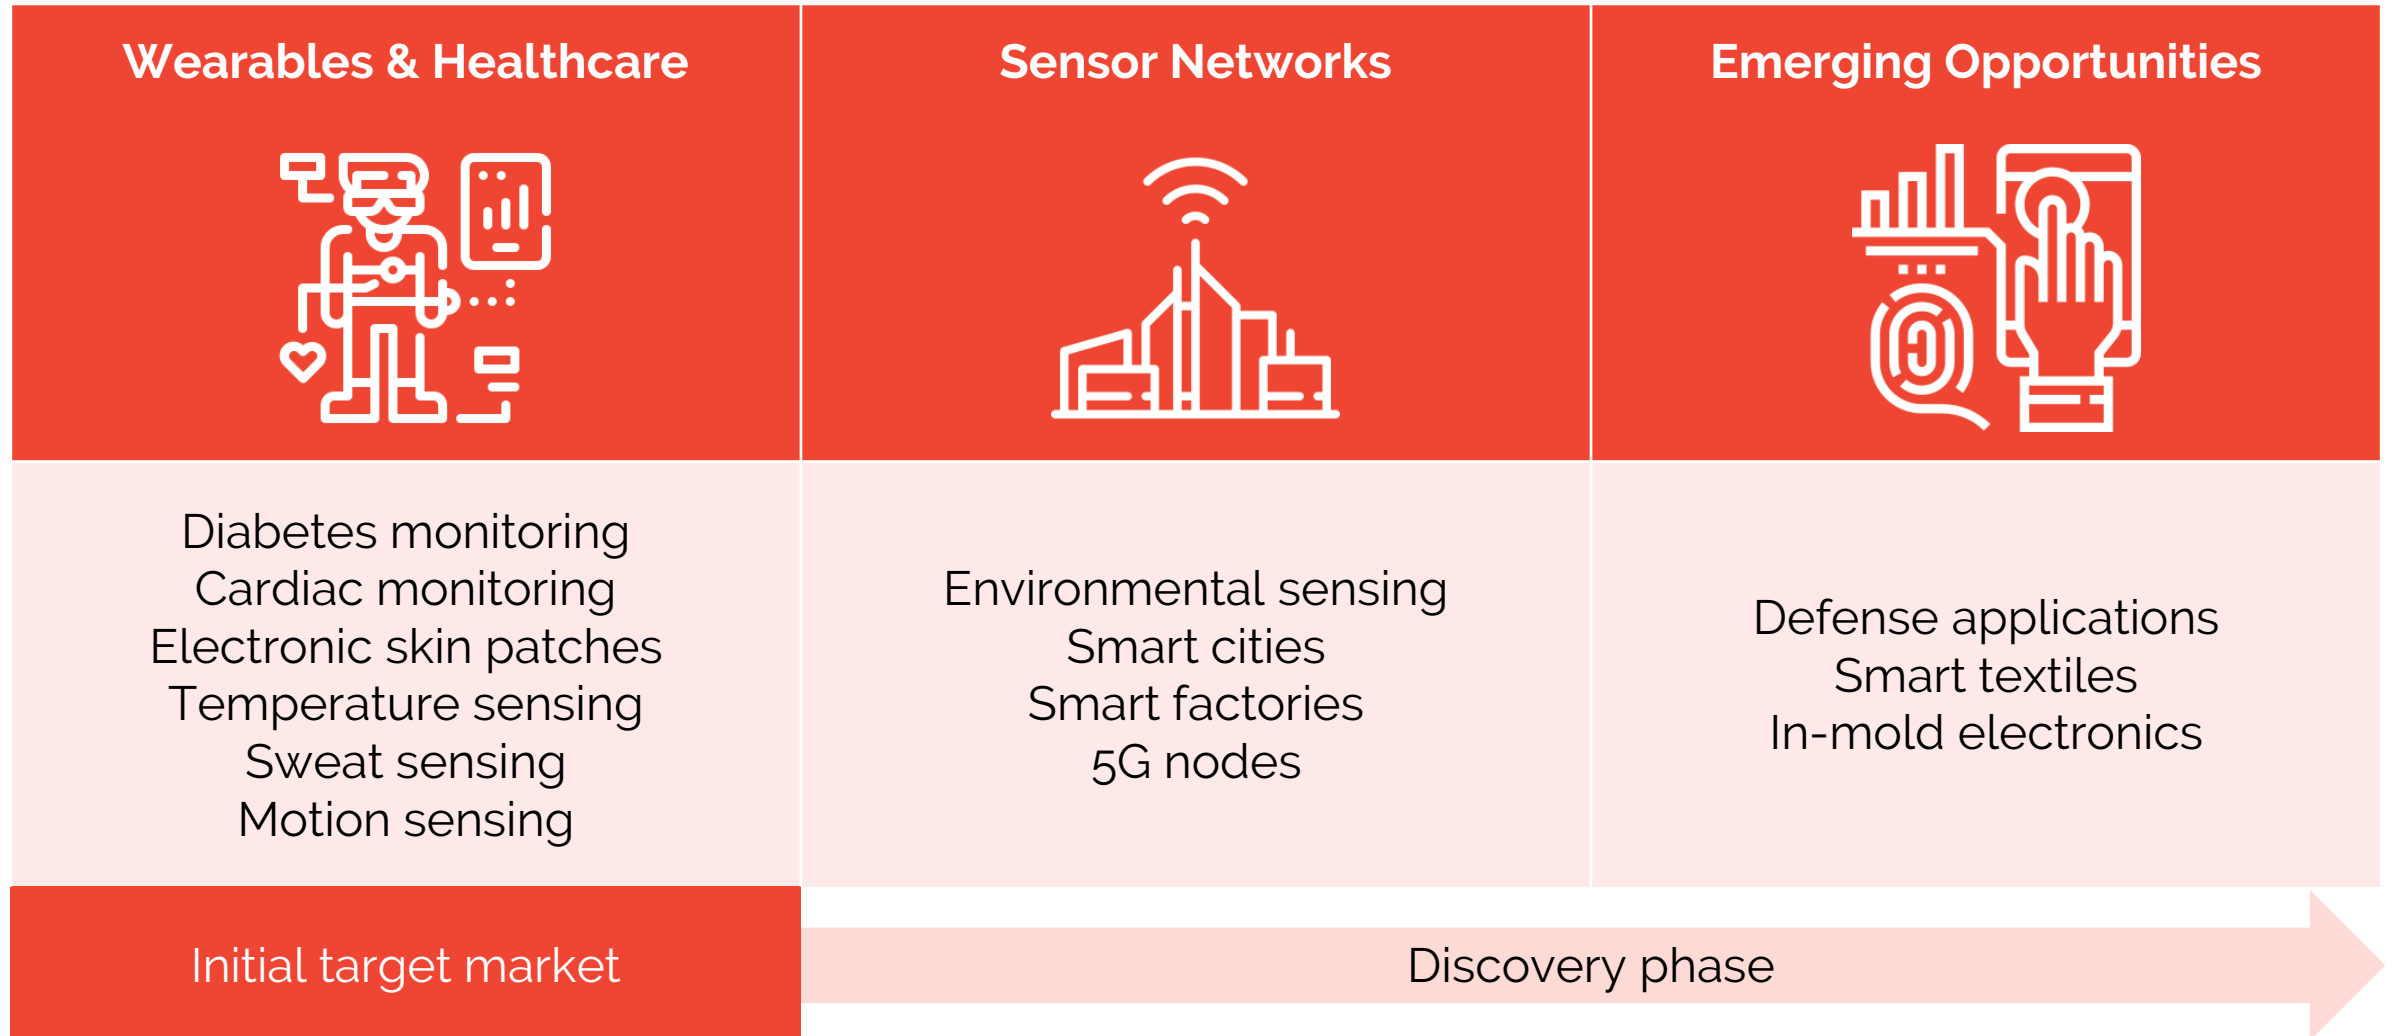 Wearables & Healthcare
Sensor Networks
Emerging Opportunities
Diabetes monitoring
Cardiac monitoring
Electronic skin patches
Temperature sensing
Sweat sensing
Motion sensing
Environmental sensing
Smart cities
Smart factories
5G nodes
Defense applications
Smart textiles
In-mold electronics
Initial target market
Discovery phase